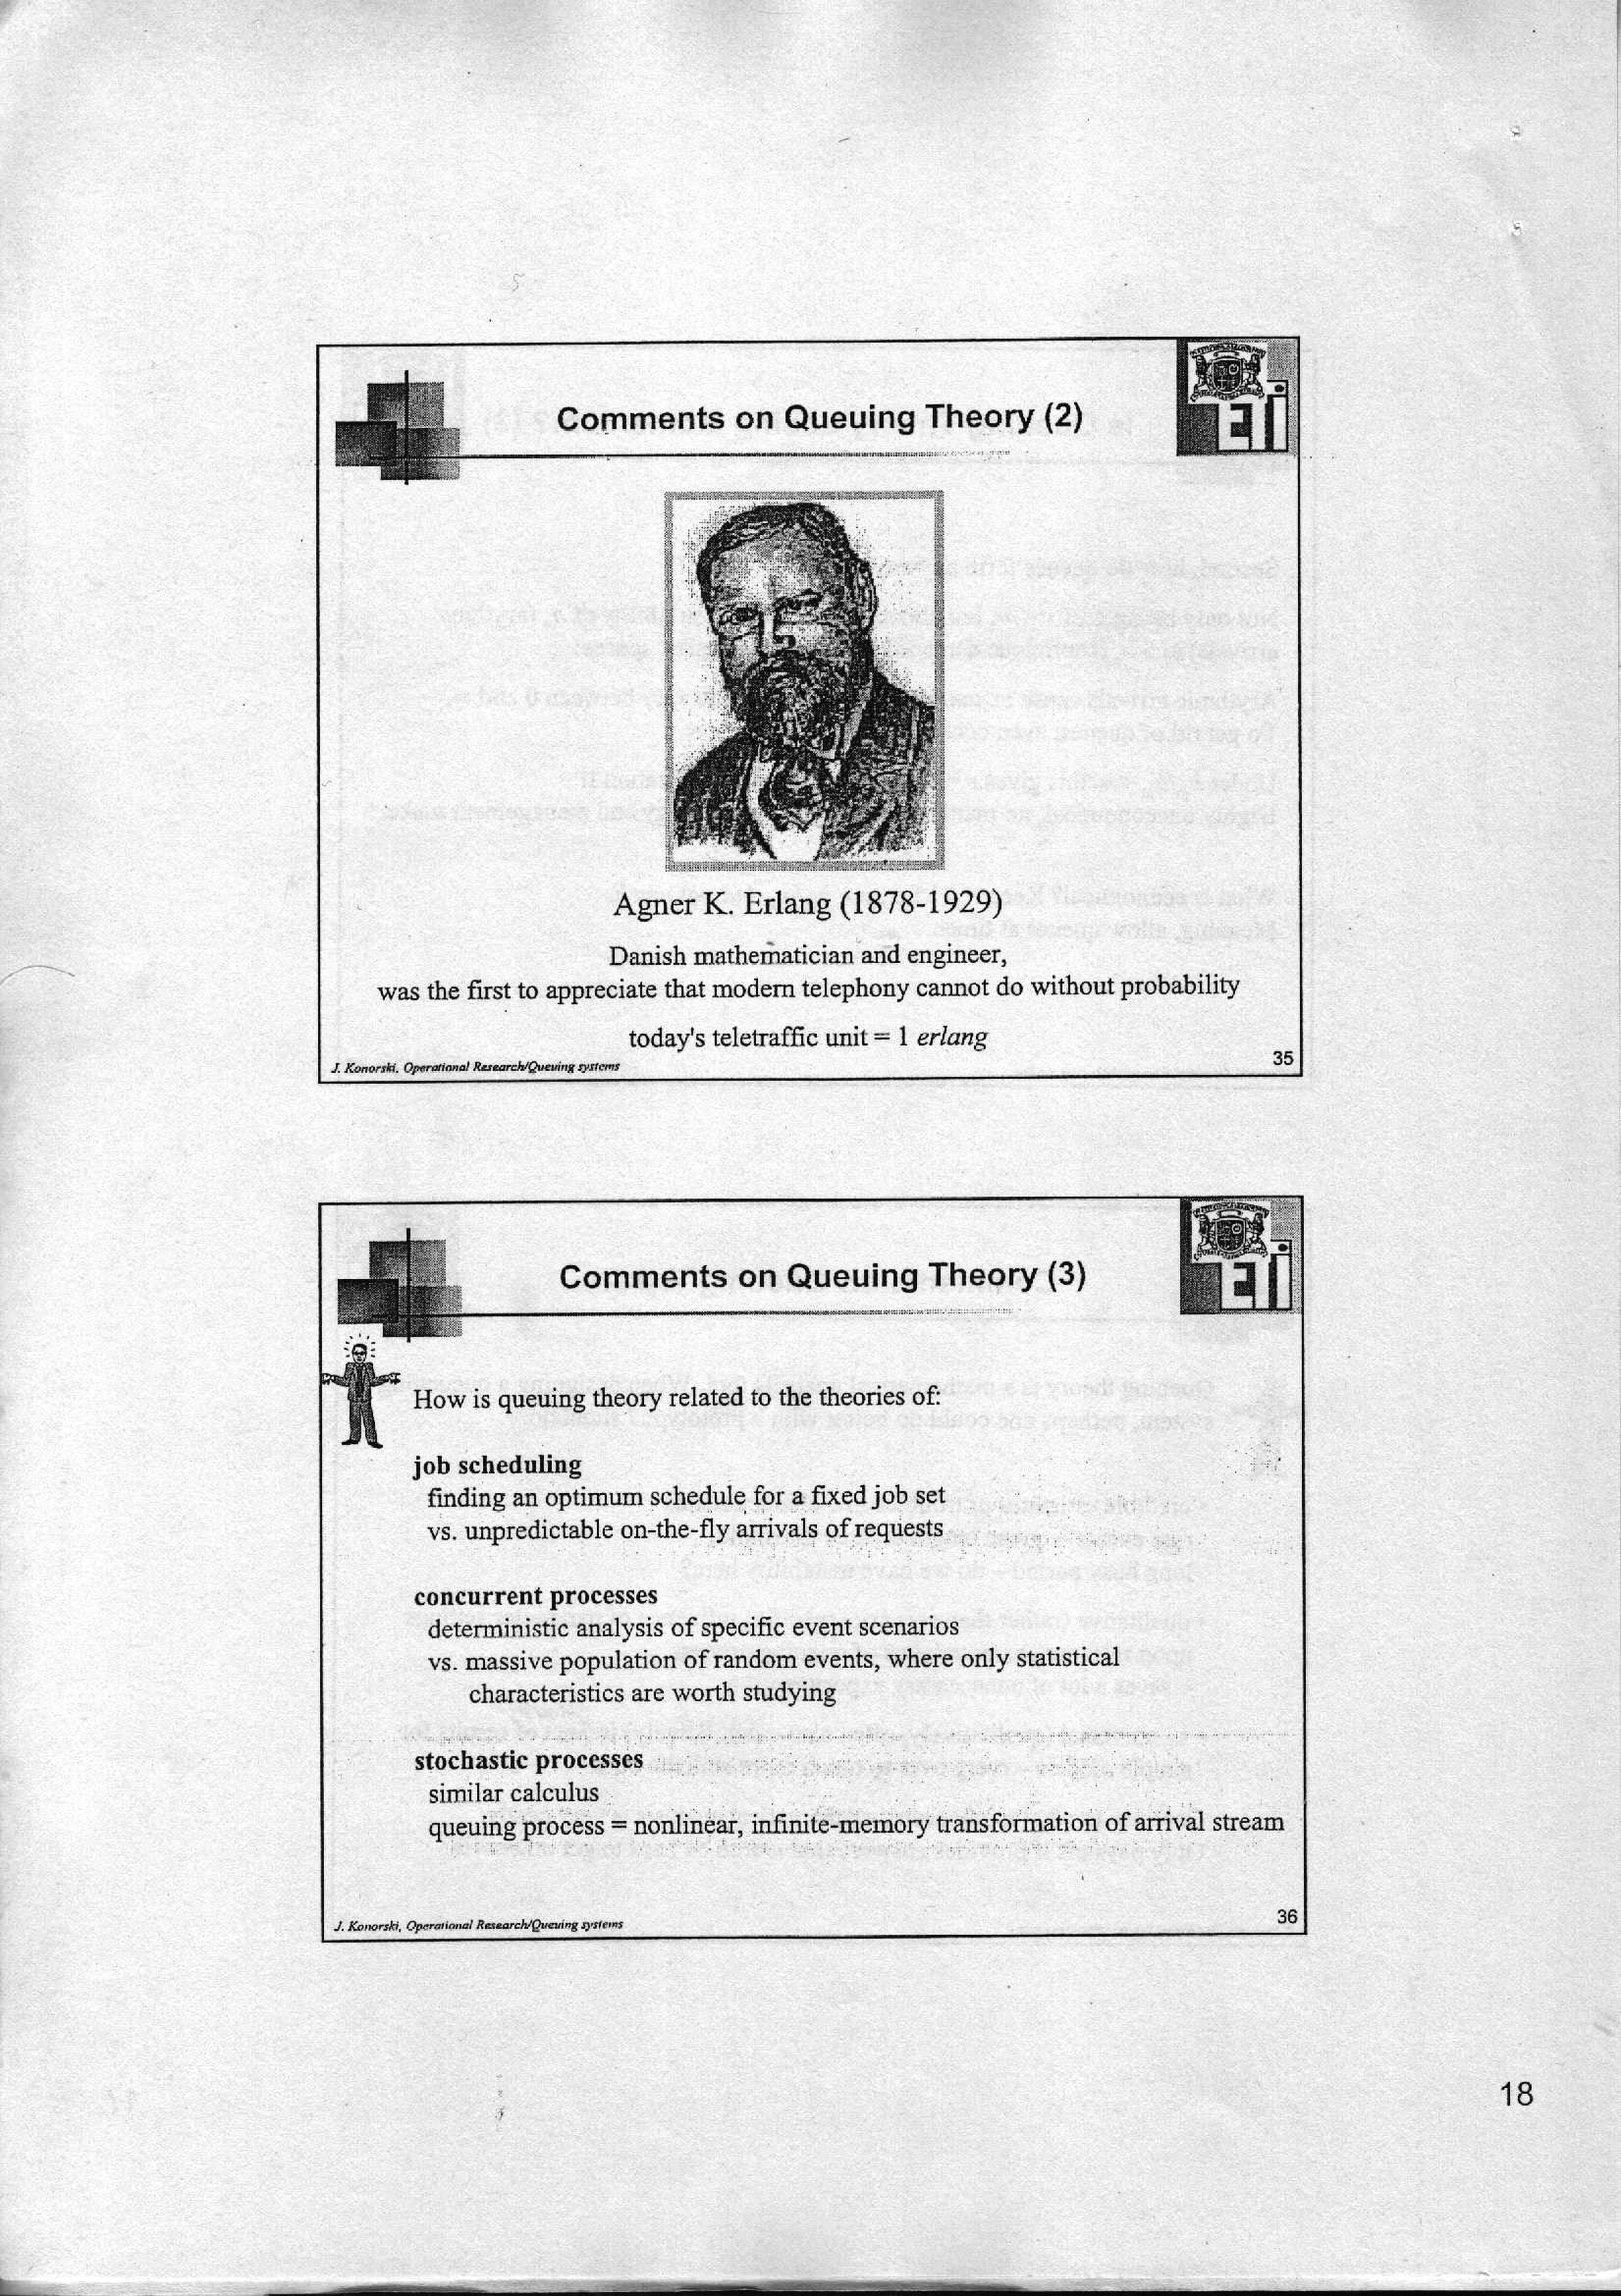 Comments on Queuing Theory (2)
ETI
Agner K. Erlang (1878-1929)
Danish mathematician and engineer,
was the first to appreciate that modern telephony cannot do without probability
today's teletraffic unit = 1 erlang
J. Konorski, Operational Research/Queuing systems
35
Comments on Queuing Theory (3)
ETI
How is queuing theory related to the theories of:
job scheduling
finding an optimum schedule for a fixed job set
vs. unpredictable on-the-fly arrivals of requests
concurrent processes
deterministic analysis of specific event scenarios
vs. massive population of random events, where only statistical
characteristics are worth studying
stochastic processes
similar calculus
queuing process = nonlinear, infinite-memory transformation of arrival stream
J. Konorski, Operational Research/Queuing systems
36
18